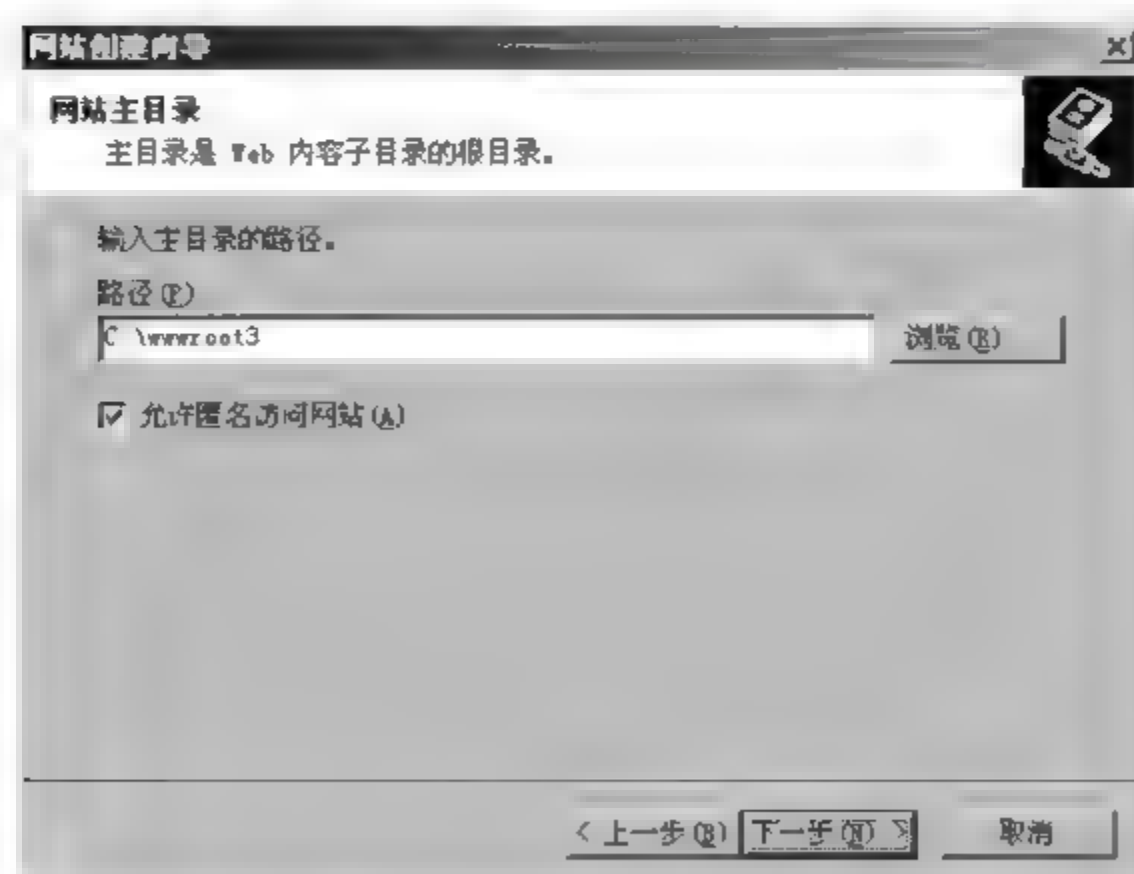 网站创建向导
网站主目录
主目录是 Web 内容子目录的根目录。
输入主目录的路径。
路径(P)
C \wwwroot3
浏览(R)
允许匿名访问网站(A)
< 上一步(B) 下一步(N) > 取消